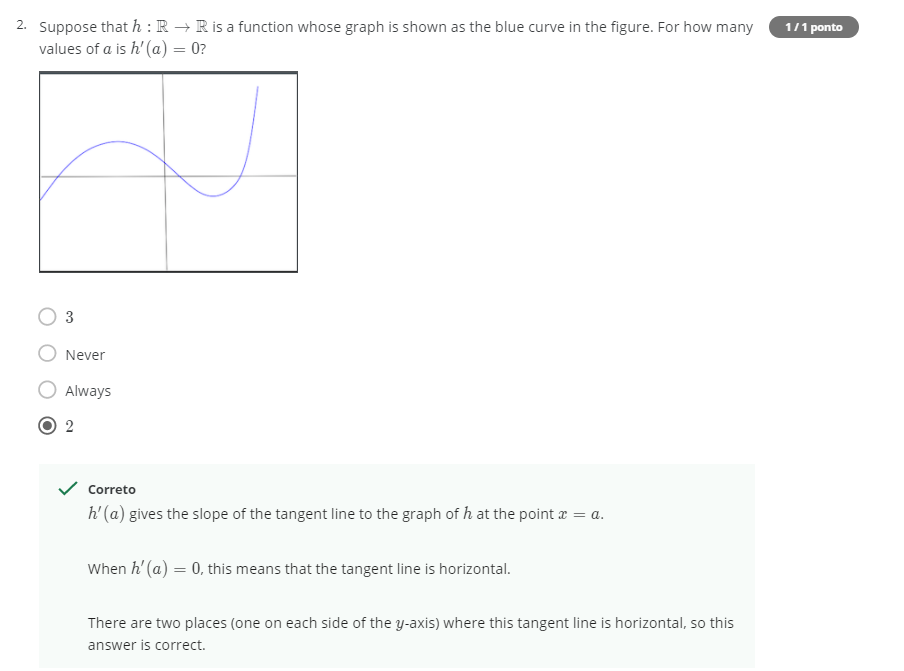 2. Suppose that h : ℝ → ℝ is a function whose graph is shown as the blue curve in the figure. For how many 1 / 1 ponto
values of a is h′(a) = 0?
3
Never
Always
2
Correto
h′(a) gives the slope of the tangent line to the graph of h at the point x = a.
When h′(a) = 0, this means that the tangent line is horizontal.
There are two places (one on each side of the y-axis) where this tangent line is horizontal, so this
answer is correct.